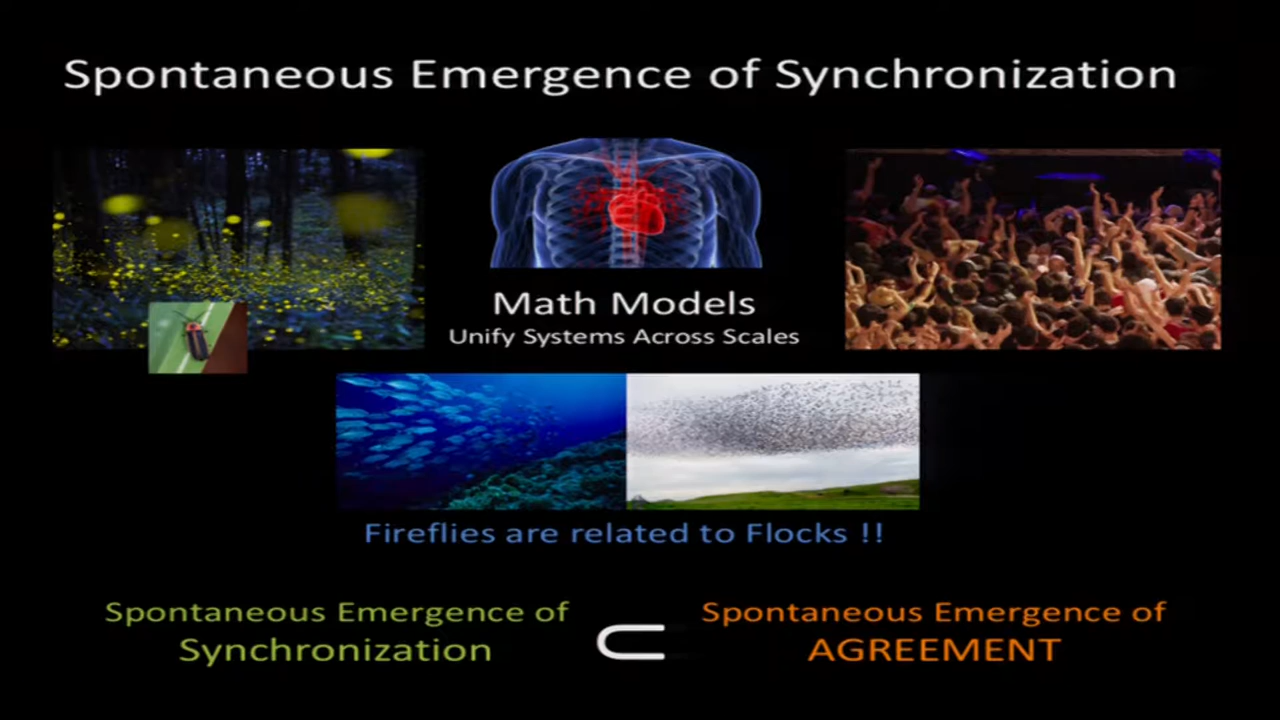 Spontaneous Emergence of Synchronization
Math Models
Unify Systems Across Scales
Fireflies are related to Flocks !!
Spontaneous Emergence of
Synchronization
⊂
Spontaneous Emergence of
AGREEMENT